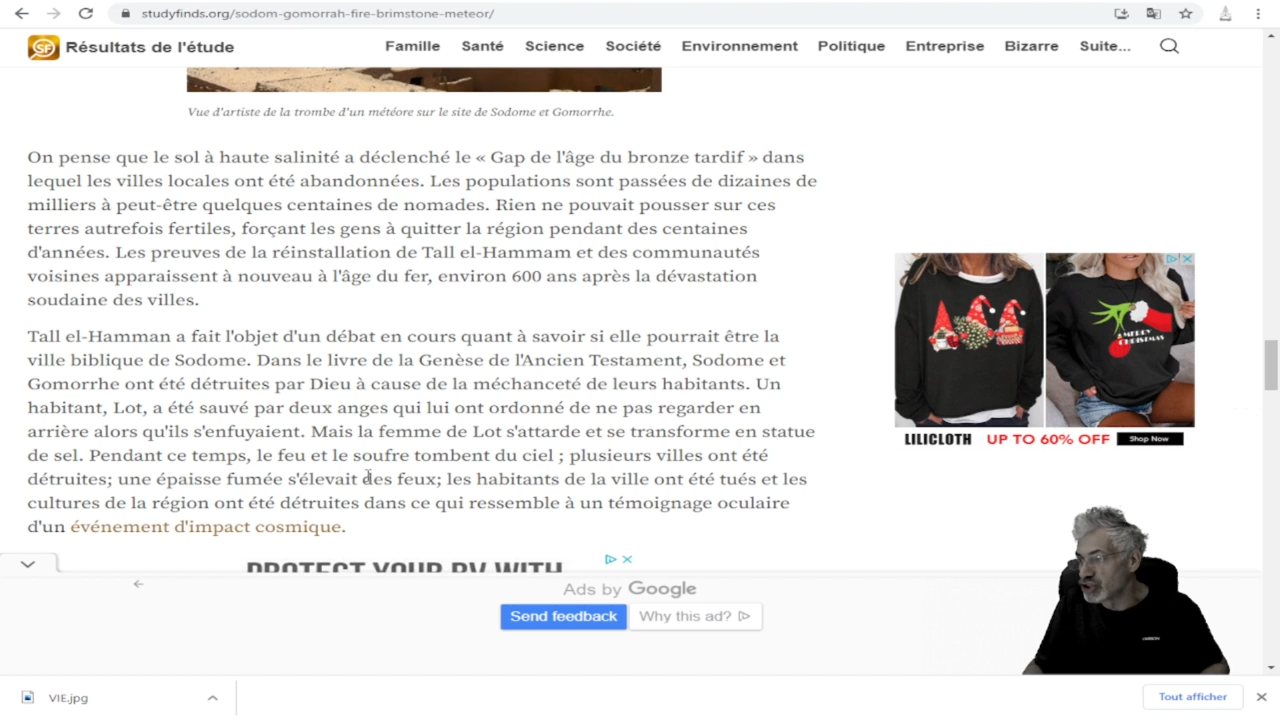 studyfinds.org/sodom-gomorrah-fire-brimstone-meteor/
SF Résultats de l'étude
Famille Santé Science Société Environnement Politique Entreprise Bizarre Suite...
Vue d'artiste de la trombe d'un météore sur le site de Sodome et Gomorrhe.
On pense que le sol à haute salinité a déclenché le « Gap de l'âge du bronze tardif » dans
lequel les villes locales ont été abandonnées. Les populations sont passées de dizaines de
milliers à peut-être quelques centaines de nomades. Rien ne pouvait pousser sur ces
terres autrefois fertiles, forçant les gens à quitter la région pendant des centaines
d'années. Les preuves de la réinstallation de Tall el-Hammam et des communautés
voisines apparaissent à nouveau à l'âge du fer, environ 600 ans après la dévastation
soudaine des villes.
Tall el-Hamman a fait l'objet d'un débat en cours quant à savoir si elle pourrait être la
ville biblique de Sodome. Dans le livre de la Genèse de l'Ancien Testament, Sodome et
Gomorrhe ont été détruites par Dieu à cause de la méchanceté de leurs habitants. Un
habitant, Lot, a été sauvé par deux anges qui lui ont ordonné de ne pas regarder en
arrière alors qu'ils s'enfuyaient. Mais la femme de Lot s'attarde et se transforme en statue
de sel. Pendant ce temps, le feu et le soufre tombent du ciel ; plusieurs villes ont été
détruites; une épaisse fumée s'élevait des feux; les habitants de la ville ont été tués et les
cultures de la région ont été détruites dans ce qui ressemble à un témoignage oculaire
d'un événement d'impact cosmique.
MERRY
CHRISTMAS
LILICLOTH UP TO 60% OFF Shop Now
PROTECT YOUR RV WITH
Ads by Google
Send feedback Why this ad?
VIE.jpg
Tout afficher